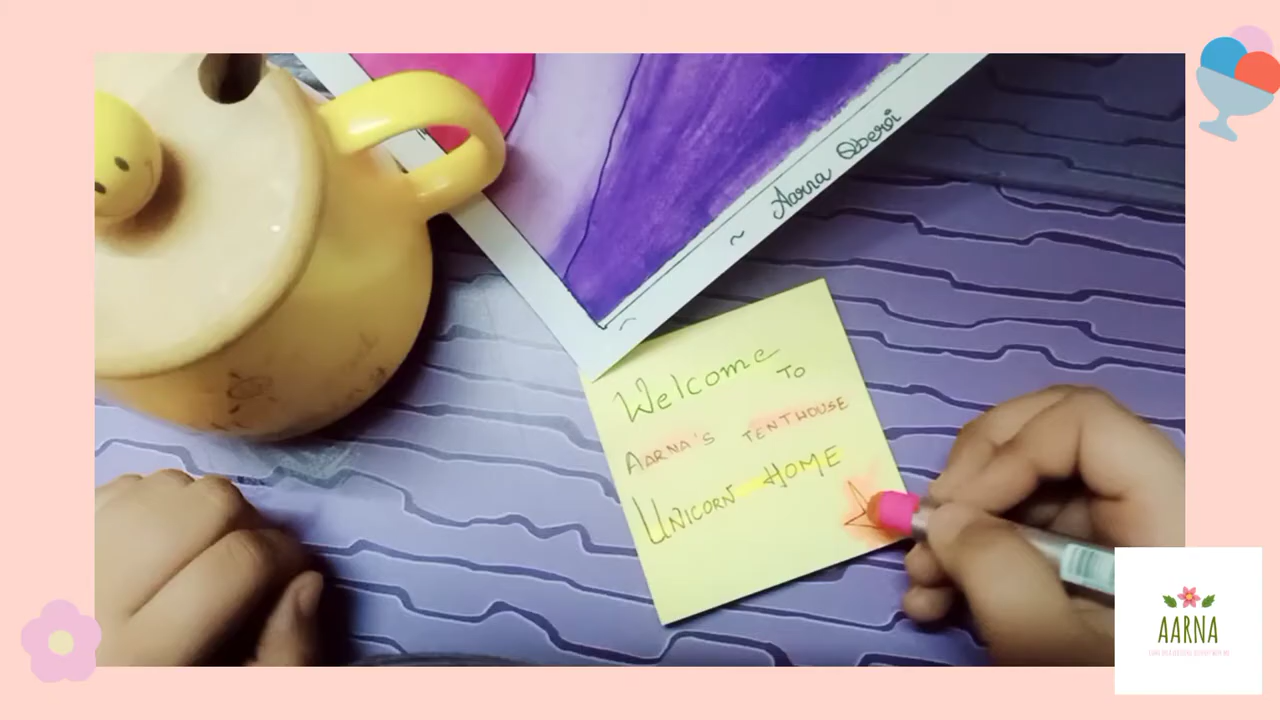 ~ Aarna Oberoi
Welcome
TO
AARNA'S TENTHOUSE
UNICORN HOME
AARNA